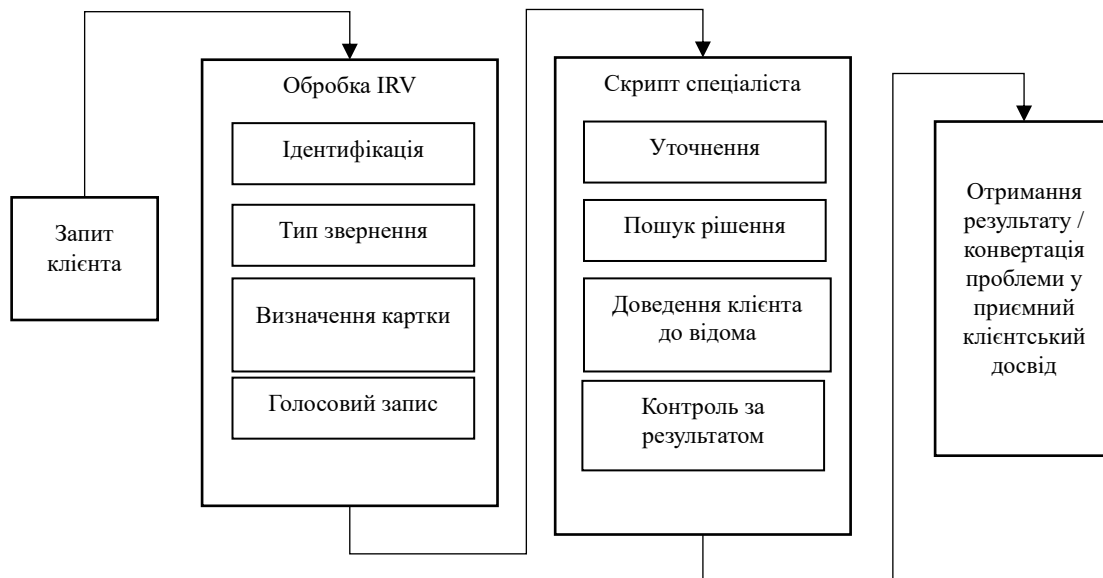 Запит
клієнта
Обробка IRV
Ідентифікація
Тип звернення
Визначення картки
Голосовий запис
Скрипт спеціаліста
Уточнення
Пошук рішення
Доведення клієнта
до відома
Контроль за
результатом
Отримання
результату /
конвертація
проблеми у
приємний
клієнтський
досвід